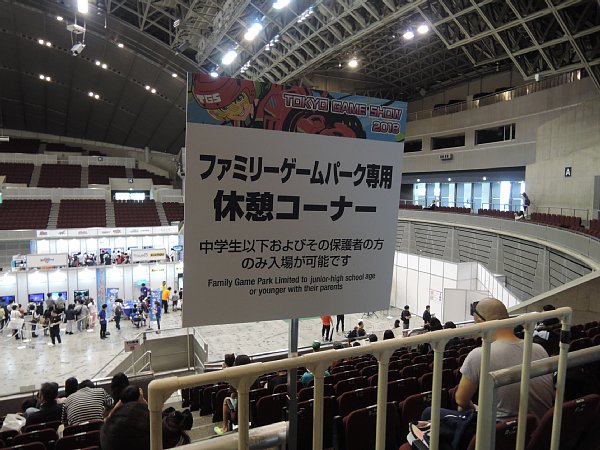 TGS
TOKYO GAME SHOW
2018
ファミリーゲームパーク専用
休憩コーナー
中学生以下およびその保護者の方
のみ入場が可能です
Family Game Park Limited to junior-high school age
or younger with their parents
A